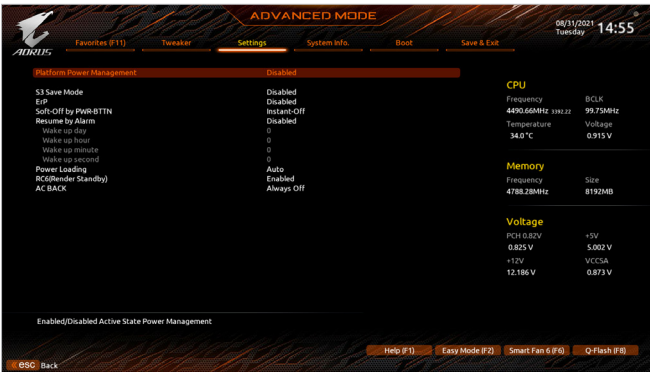 ADVANCED MODE
08/31/2021 Tuesday 14:55
AORUS
Favorites (F11) Tweaker Settings System Info. Boot Save & Exit
Platform Power Management Disabled
S3 Save Mode Disabled
ErP Disabled
Soft-Off by PWR-BTTN Instant-Off
Resume by Alarm Disabled
Wake up day 0
Wake up hour 0
Wake up minute 0
Wake up second 0
Power Loading Auto
RC6(Render Standby) Enabled
AC BACK Always Off
CPU
Frequency BCLK
4490.66MHz 3392.22 99.75MHz
Temperature Voltage
34.0 °C 0.915 V
Memory
Frequency Size
4788.28MHz 8192MB
Voltage
PCH 0.82V +5V
0.825 V 5.002 V
+12V VCCSA
12.186 V 0.873 V
Enabled/Disabled Active State Power Management
Help (F1) Easy Mode (F2) Smart Fan 6 (F6) Q-Flash (F8)
esc Back